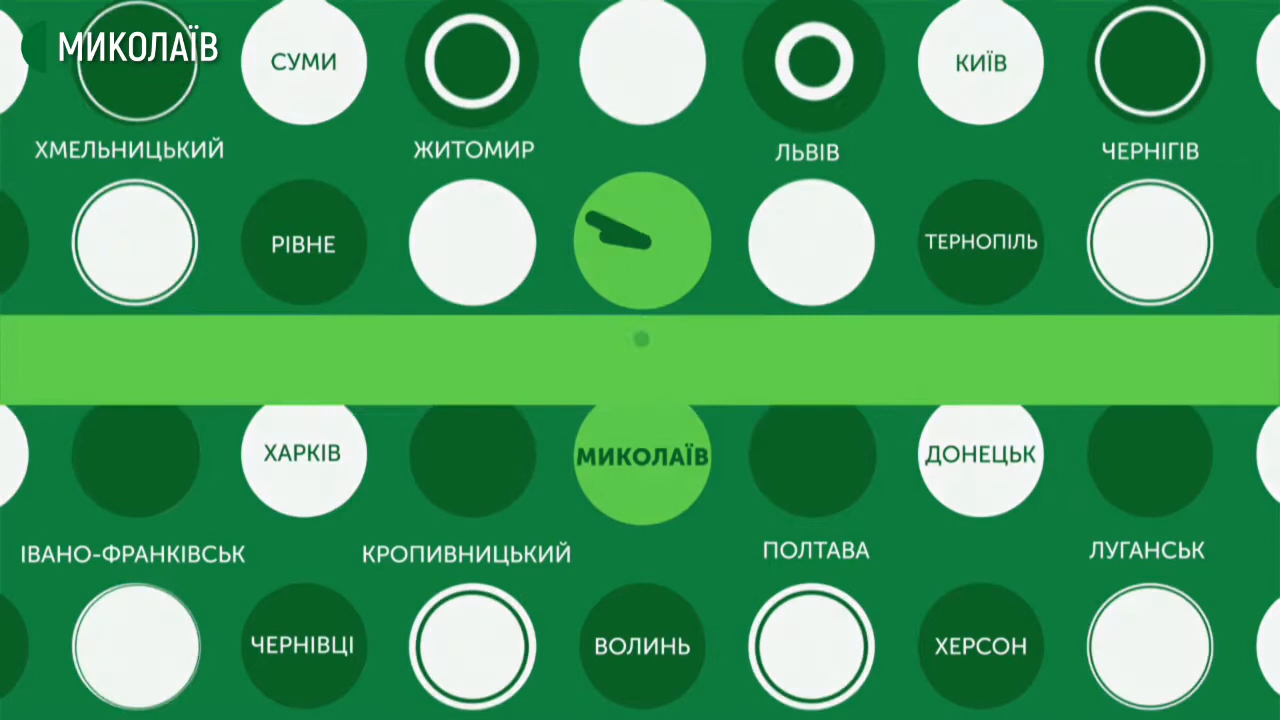 МИКОЛАЇВ
СУМИ
КИЇВ
ХМЕЛЬНИЦЬКИЙ
ЖИТОМИР
ЛЬВІВ
ЧЕРНІГІВ
РІВНЕ
ТЕРНОПІЛЬ
ХАРКІВ
МИКОЛАЇВ
ДОНЕЦЬК
ІВАНО-ФРАНКІВСЬК
КРОПИВНИЦЬКИЙ
ПОЛТАВА
ЛУГАНСЬК
ЧЕРНІВЦІ
ВОЛИНЬ
ХЕРСОН